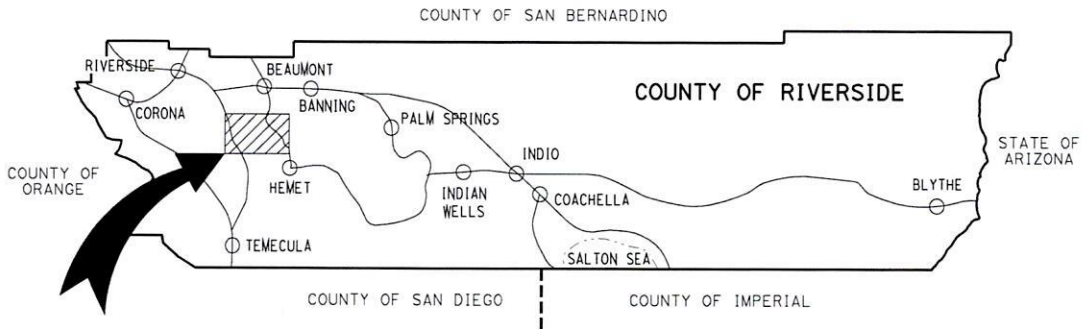 COUNTY OF SAN BERNARDINO
RIVERSIDE
BEAUMONT
BANNING
CORONA
COUNTY OF RIVERSIDE
PALM SPRINGS
STATE OF
ARIZONA
COUNTY OF
ORANGE
HEMET
INDIO
INDIAN
WELLS
COACHELLA
BLYTHE
TEMECULA
SALTON SEA
COUNTY OF SAN DIEGO
COUNTY OF IMPERIAL